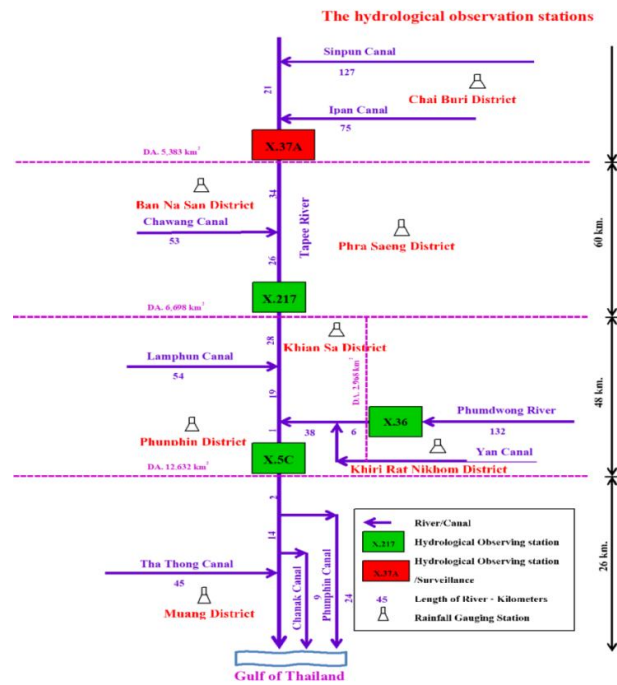 The hydrological observation stations
Sinpun Canal
127
21
Chai Buri District
Ipan Canal
75
X.37A
DA. 5,383 km²
34
Ban Na San District
Tapee River
Chawang Canal
53
Phra Saeng District
60 km.
26
X.217
DA. 6,698 km²
28
Khian Sa District
Lamphun Canal
54
DA. 2,968 km²
48 km.
19
Phumdwong River
X.36
132
38
6
1
Phunphin District
Yan Canal
X.5C
Khiri Rat Nikhom District
DA. 12,632 km²
2
14
River/Canal
X.217
Hydrological Observing station
Tha Thong Canal
45
X.37A
Hydrological Observing station
/Surveillance
26 km.
Chanak Canal
9
Phunphin Canal
24
45
Length of River - Kilometers
Muang District
Rainfall Gauging Station
Gulf of Thailand